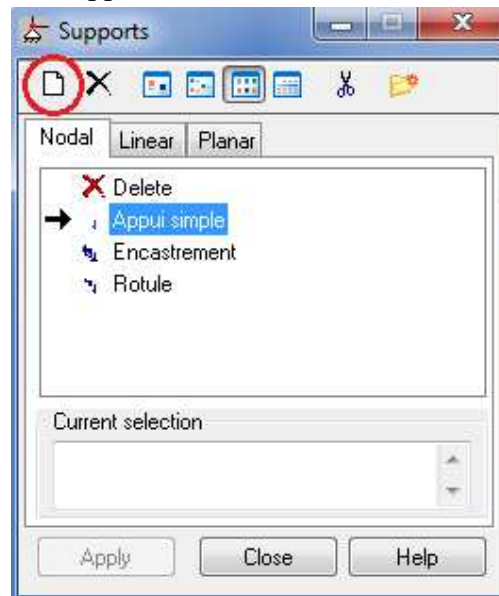 Supports
Nodal Linear Planar
Delete
Appui simple
Encastrement
Rotule
Current selection
Apply Close Help